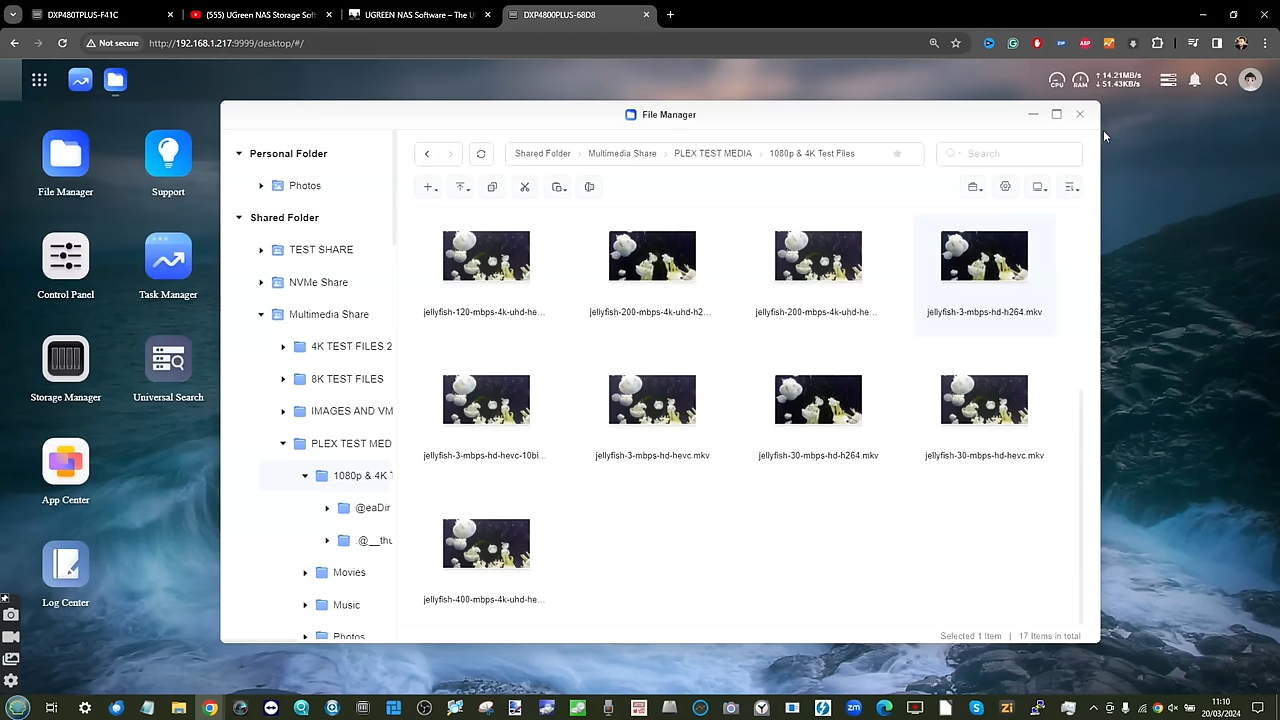 DXP480TPLUS-F41C
(555) UGreen NAS Storage Sof
UGREEN NAS Software – The U
DXP4800PLUS-68D8
Not secure
http://192.168.1.217:9999/desktop/#/
CPU
RAM
↑ 14.21MB/s
↓ 51.43KB/s
File Manager
Support
Control Panel
Task Manager
Storage Manager
Universal Search
App Center
Log Center
File Manager
Personal Folder
Photos
Shared Folder
TEST SHARE
NVMe Share
Multimedia Share
4K TEST FILES 2
8K TEST FILES
IMAGES AND VM
PLEX TEST MED
1080p & 4K T
@eaDir
.@__thu
Movies
Music
Photos
Shared Folder > Multimedia Share > PLEX TEST MEDIA > 1080p & 4K Test Files
Search
jellyfish-120-mbps-4k-uhd-he...
jellyfish-200-mbps-4k-uhd-h2...
jellyfish-200-mbps-4k-uhd-he...
jellyfish-3-mbps-hd-h264.mkv
jellyfish-3-mbps-hd-hevc-10bi...
jellyfish-3-mbps-hd-hevc.mkv
jellyfish-30-mbps-hd-h264.mkv
jellyfish-30-mbps-hd-hevc.mkv
jellyfish-400-mbps-4k-uhd-he...
Selected 1 Item | 17 Items in total
11:10
20/03/2024